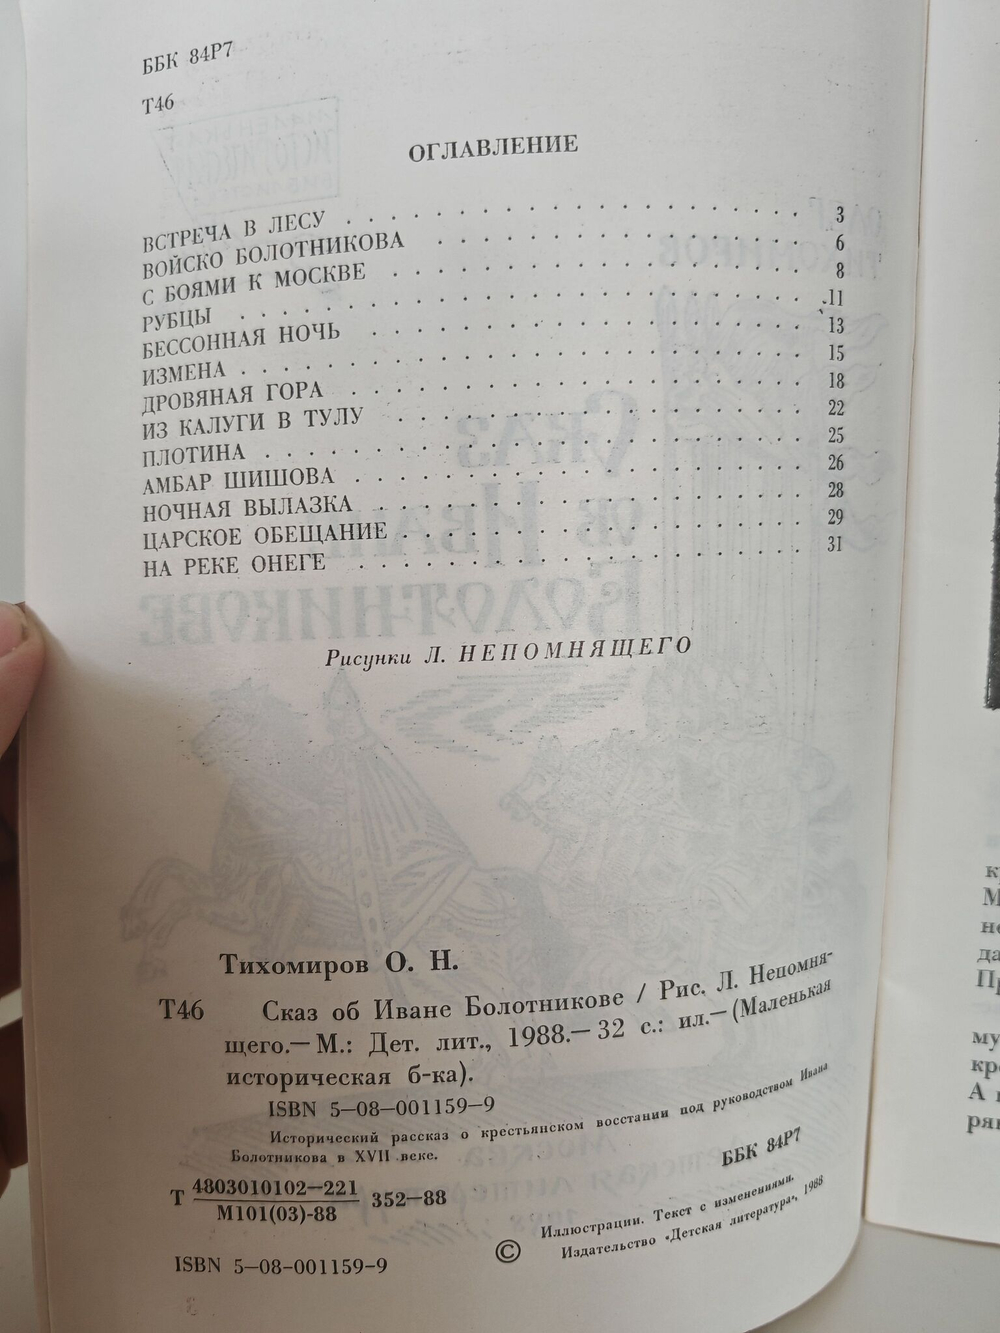 ББК 84Р7
Т46
ОГЛАВЛЕНИЕ
ВСТРЕЧА В ЛЕСУ . . . . . . . . . . . . . . . . . . 3
ВОЙСКО БОЛОТНИКОВА . . . . . . . . . . . . . . 6
С БОЯМИ К МОСКВЕ . . . . . . . . . . . . . . . . 8
РУБЦЫ . . . . . . . . . . . . . . . . . . . . . . 11
БЕССОННАЯ НОЧЬ . . . . . . . . . . . . . . . . . 13
ИЗМЕНА . . . . . . . . . . . . . . . . . . . . . . 15
ДРОВЯНАЯ ГОРА . . . . . . . . . . . . . . . . . . 18
ИЗ КАЛУГИ В ТУЛУ . . . . . . . . . . . . . . . . 22
ПЛОТИНА . . . . . . . . . . . . . . . . . . . . . 25
АМБАР ШИШОВА . . . . . . . . . . . . . . . . . . 26
НОЧНАЯ ВЫЛАЗКА . . . . . . . . . . . . . . . . . 28
ЦАРСКОЕ ОБЕЩАНИЕ . . . . . . . . . . . . . . . . 29
НА РЕКЕ ОНЕГЕ . . . . . . . . . . . . . . . . . . 31
Рисунки Л. НЕПОМНЯЩЕГО
Тихомиров О. Н.
Т46 Сказ об Иване Болотникове / Рис. Л. Непомня-
щего.— М.: Дет. лит., 1988.— 32 с.: ил.— (Маленькая
историческая б-ка).
ISBN 5—08—001159—9
Исторический рассказ о крестьянском восстании под руководством Ивана
Болотникова в XVII веке.
Т 4803010102—221 352—88
М101(03)-88
ББК 84Р7
ISBN 5—08—001159—9
© Иллюстрации. Текст с изменениями.
Издательство «Детская литература», 1988